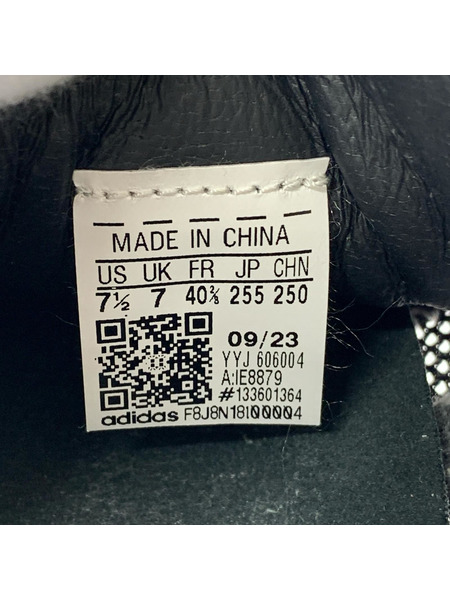 MADE IN CHINA
US UK FR JP CHN
7½ 7 40⅔ 255 250
09/23
YYJ 606004
A:IE8879
#133601364
adidas F8J8N18100004